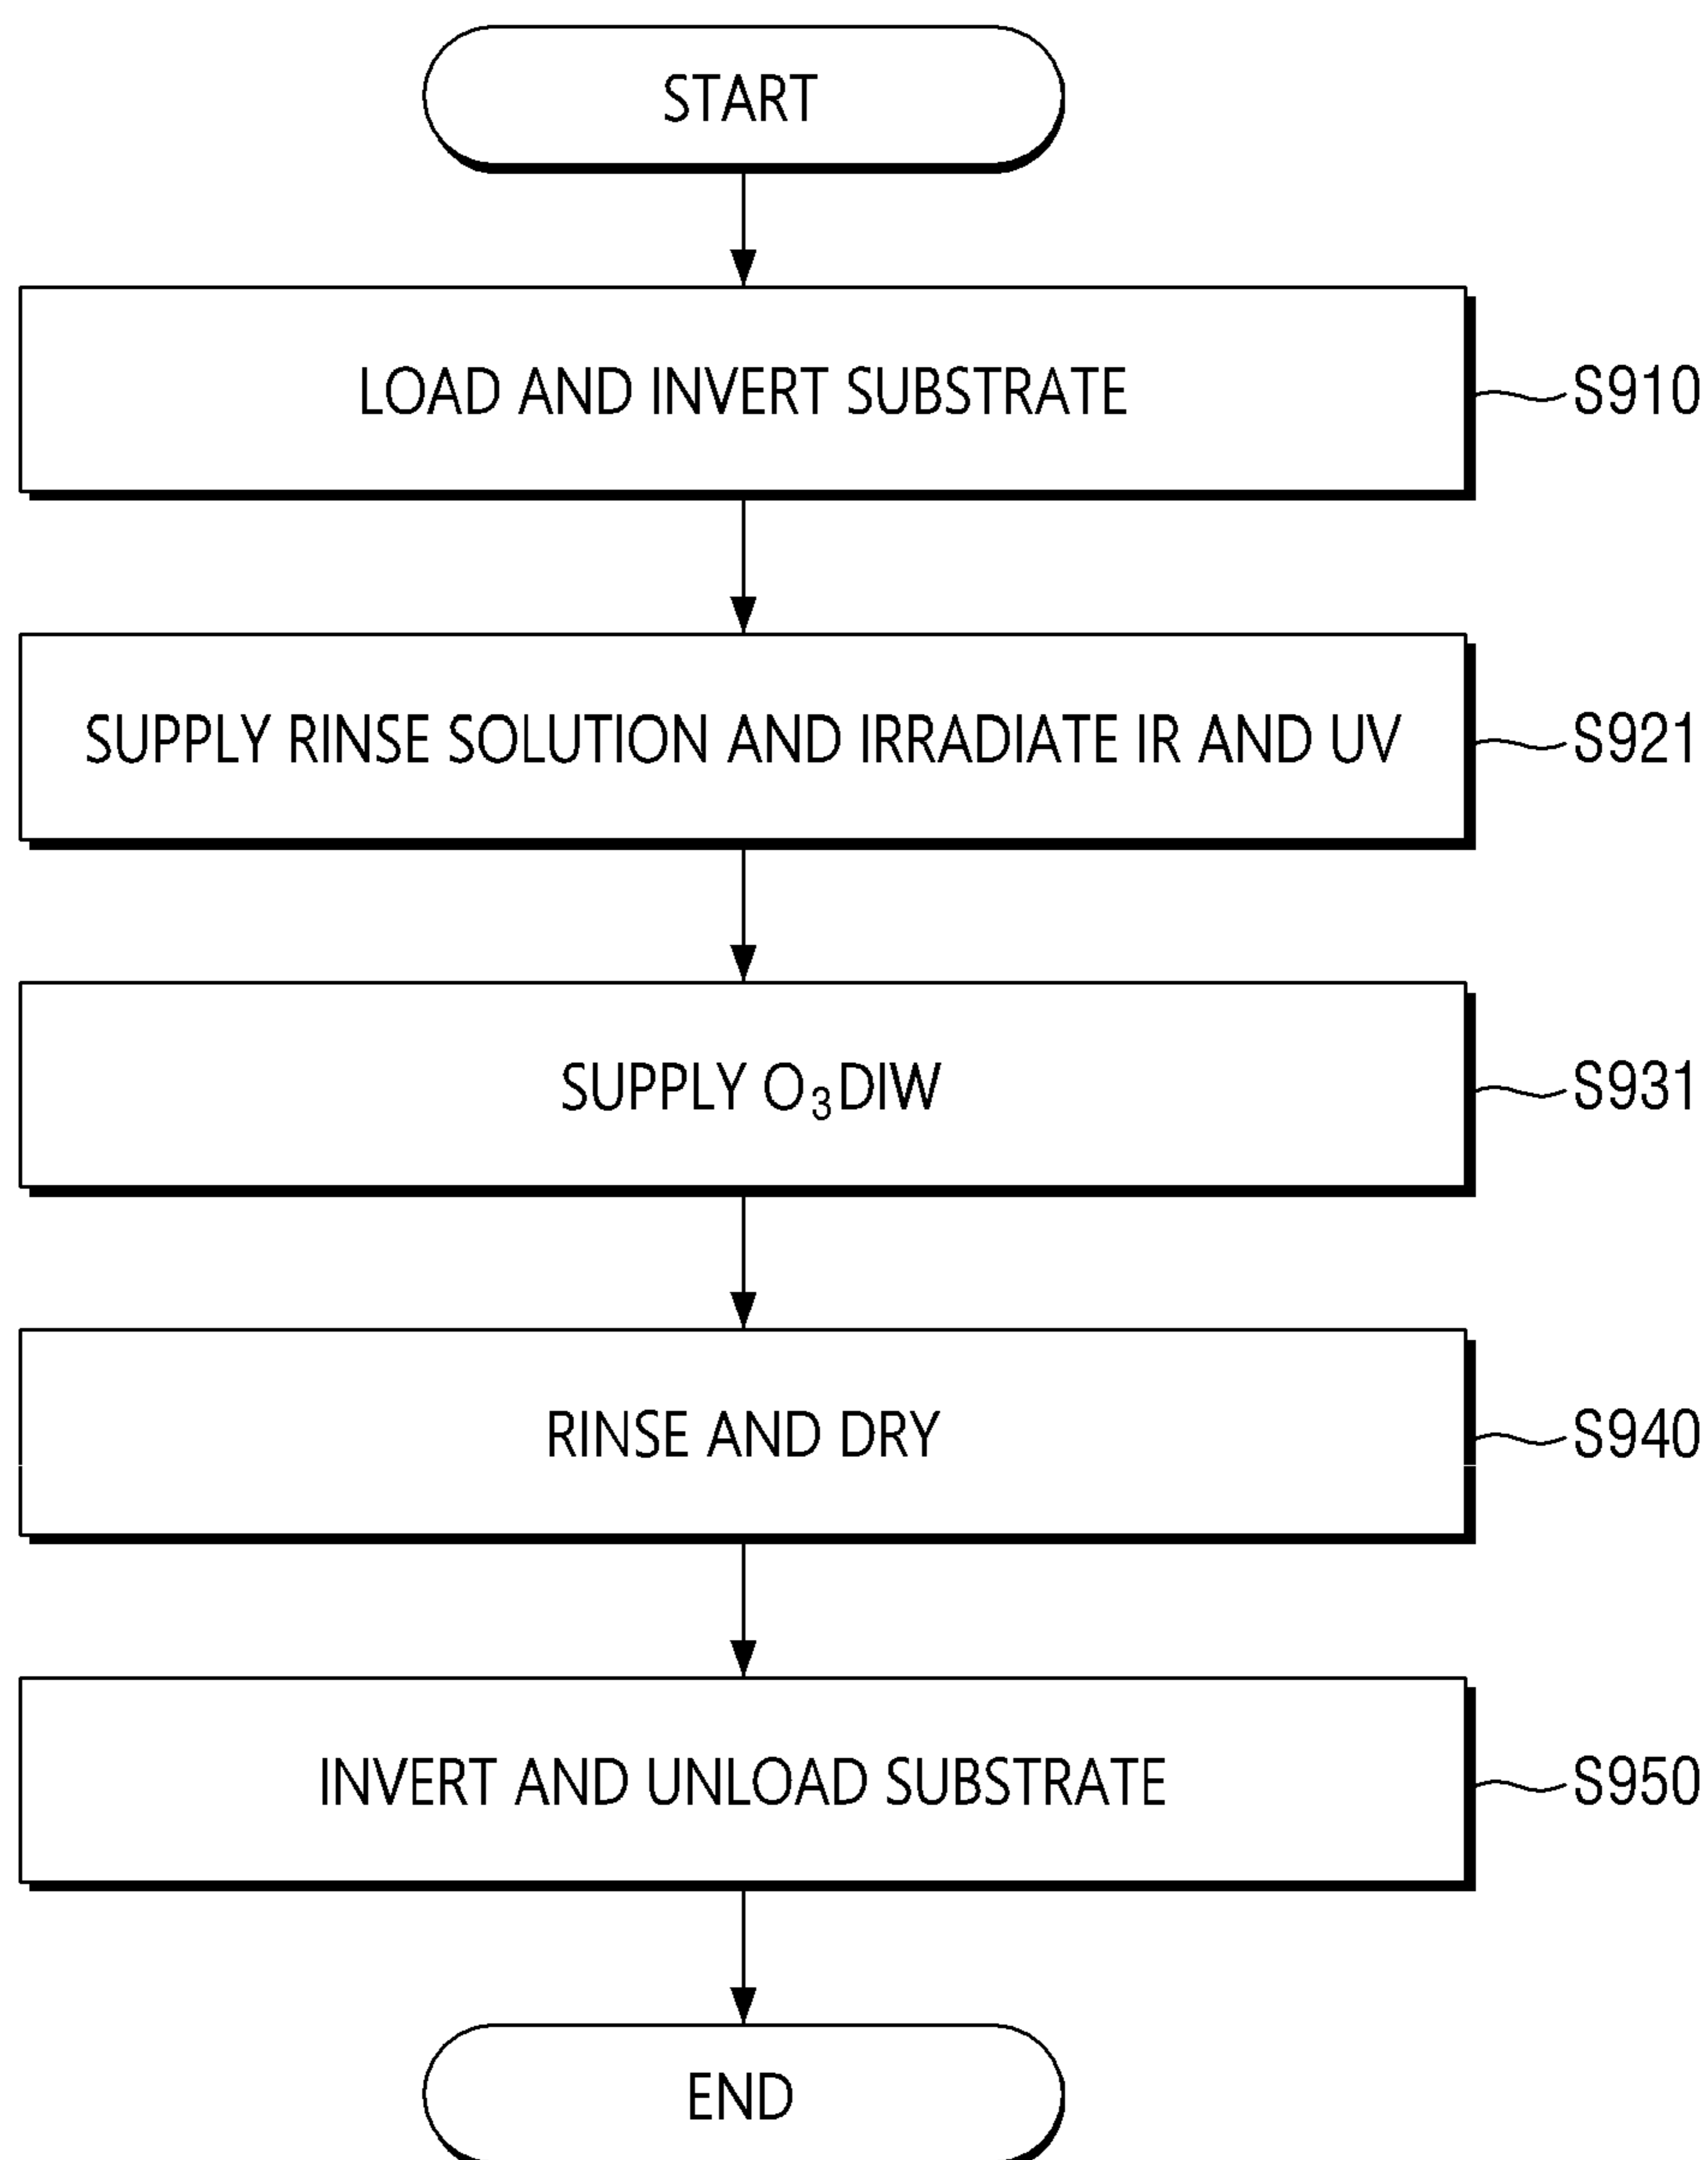 START
LOAD AND INVERT SUBSTRATE
S910
SUPPLY RINSE SOLUTION AND IRRADIATE IR AND UV
S921
SUPPLY O₃DIW
S931
RINSE AND DRY
S940
INVERT AND UNLOAD SUBSTRATE
S950
END